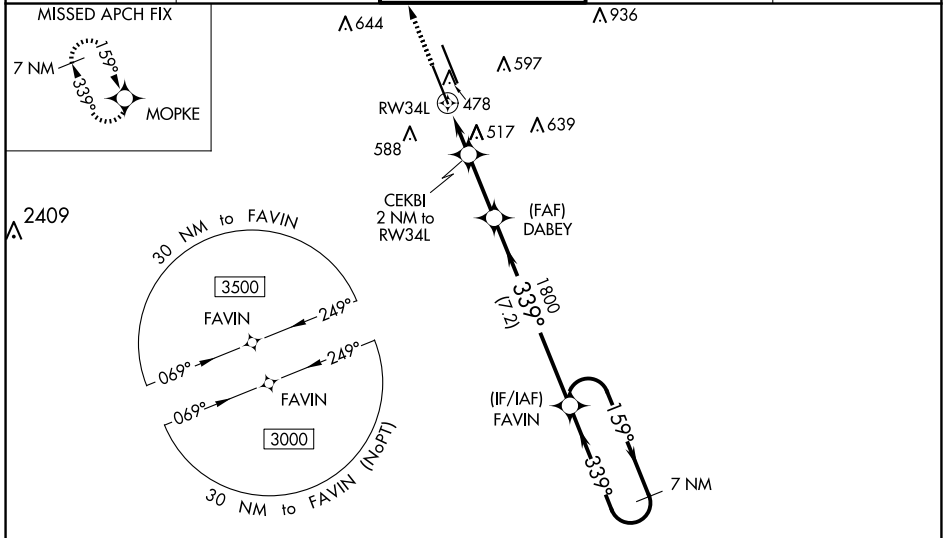 MISSED APCH FIX
7 NM
159°
339°
MOPKE
644
936
597
RW34L
478
517
639
588
CEKBI
2 NM to
RW34L
(FAF)
DABEY
2409
30 NM to FAVIN
3500
FAVIN
249°
069°
249°
069°
FAVIN
3000
30 NM to FAVIN (NoPT)
1800
339°
(7.2)
(IF/IAF)
FAVIN
159°
339°
7 NM